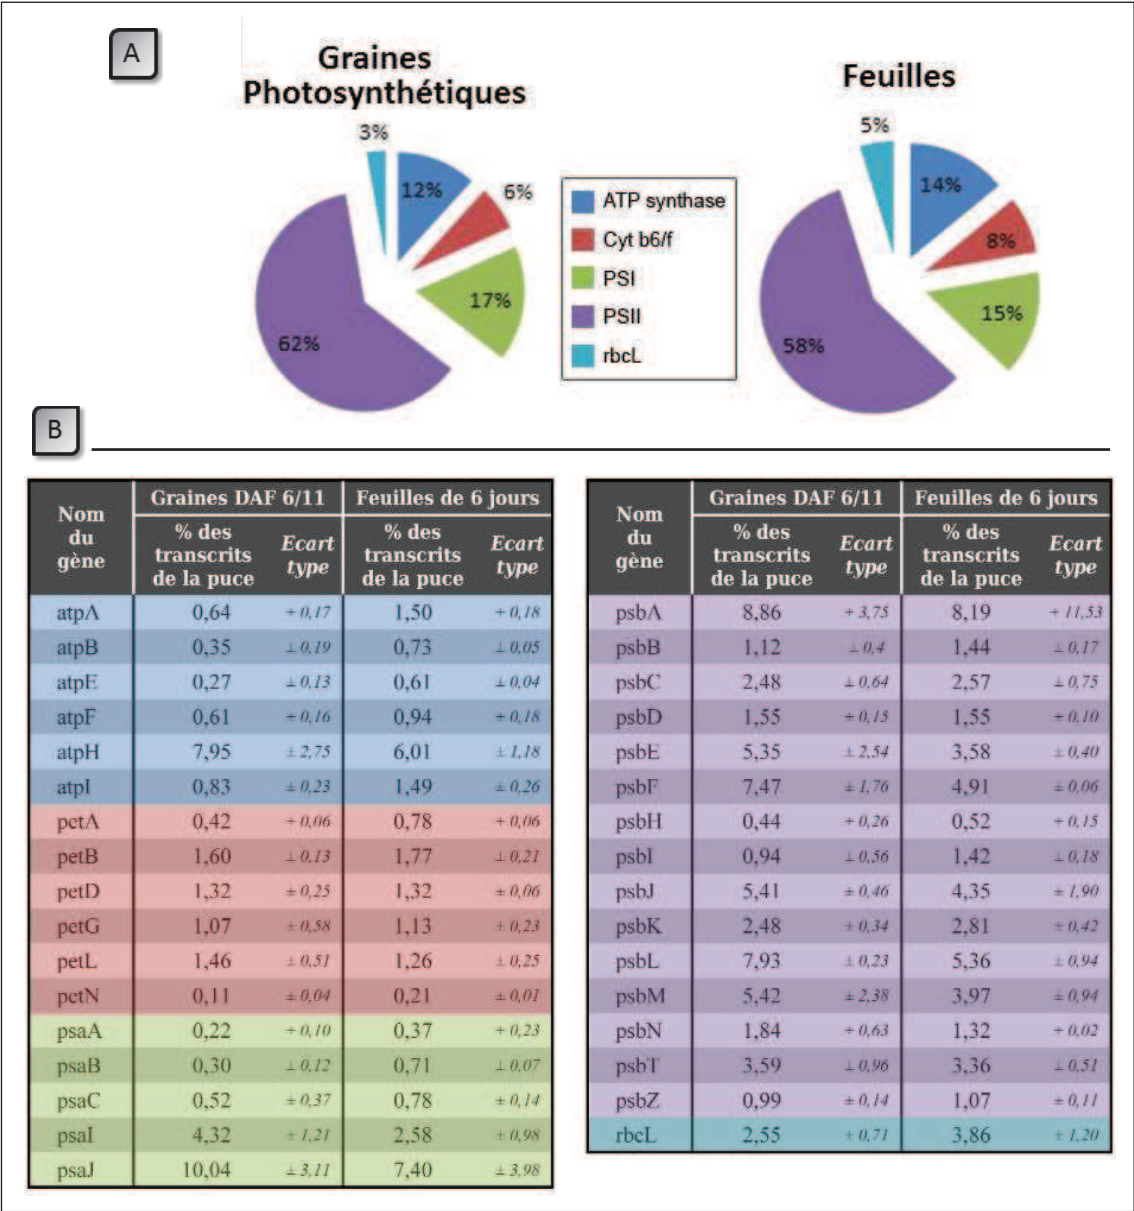 A
Graines
Photosynthétiques
Feuilles
3%
12%
6%
17%
62%
ATP synthase
Cyt b6/f
PSI
PSII
rbcL
5%
14%
8%
15%
58%
B
Nom du gène | Graines DAF 6/11 | Feuilles de 6 jours
% des transcrits de la puce | Ecart type | % des transcrits de la puce | Ecart type
atpA 0,64 ± 0,17 1,50 ± 0,18
atpB 0,35 ± 0,19 0,73 ± 0,05
atpE 0,27 ± 0,13 0,61 ± 0,04
atpF 0,61 ± 0,16 0,94 ± 0,18
atpH 7,95 ± 2,75 6,01 ± 1,18
atpI 0,83 ± 0,23 1,49 ± 0,26
petA 0,42 ± 0,06 0,78 ± 0,06
petB 1,60 ± 0,13 1,77 ± 0,21
petD 1,32 ± 0,25 1,32 ± 0,06
petG 1,07 ± 0,58 1,13 ± 0,23
petL 1,46 ± 0,51 1,26 ± 0,25
petN 0,11 ± 0,04 0,21 ± 0,01
psaA 0,22 ± 0,10 0,37 ± 0,23
psaB 0,30 ± 0,12 0,71 ± 0,07
psaC 0,52 ± 0,37 0,78 ± 0,14
psaI 4,32 ± 1,21 2,58 ± 0,98
psaJ 10,04 ± 3,11 7,40 ± 3,98
Nom du gène | Graines DAF 6/11 | Feuilles de 6 jours
% des transcrits de la puce | Ecart type | % des transcrits de la puce | Ecart type
psbA 8,86 ± 3,75 8,19 ± 11,53
psbB 1,12 ± 0,4 1,44 ± 0,17
psbC 2,48 ± 0,64 2,57 ± 0,75
psbD 1,55 ± 0,15 1,55 ± 0,10
psbE 5,35 ± 2,54 3,58 ± 0,40
psbF 7,47 ± 1,76 4,91 ± 0,06
psbH 0,44 ± 0,26 0,52 ± 0,15
psbI 0,94 ± 0,56 1,42 ± 0,18
psbJ 5,41 ± 0,46 4,35 ± 1,90
psbK 2,48 ± 0,34 2,81 ± 0,42
psbL 7,93 ± 0,23 5,36 ± 0,94
psbM 5,42 ± 2,38 3,97 ± 0,94
psbN 1,84 ± 0,63 1,32 ± 0,02
psbT 3,59 ± 0,96 3,36 ± 0,51
psbZ 0,99 ± 0,14 1,07 ± 0,11
rbcL 2,55 ± 0,71 3,86 ± 1,20